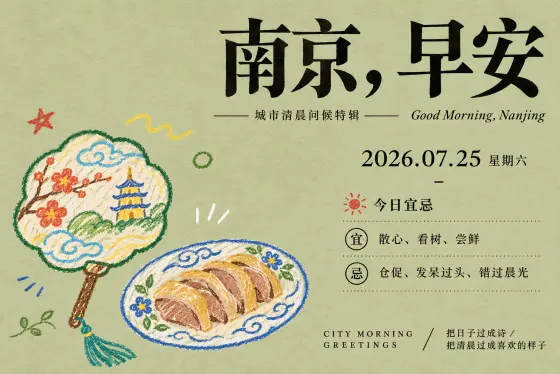 南京，早安
城市清晨问候特辑
Good Morning, Nanjing
2026.07.25 星期六
今日宜忌
宜 散心、看树、尝鲜
忌 仓促、发呆过头、错过晨光
CITY MORNING
GREETINGS
把日子过成诗 /
把清晨过成喜欢的样子